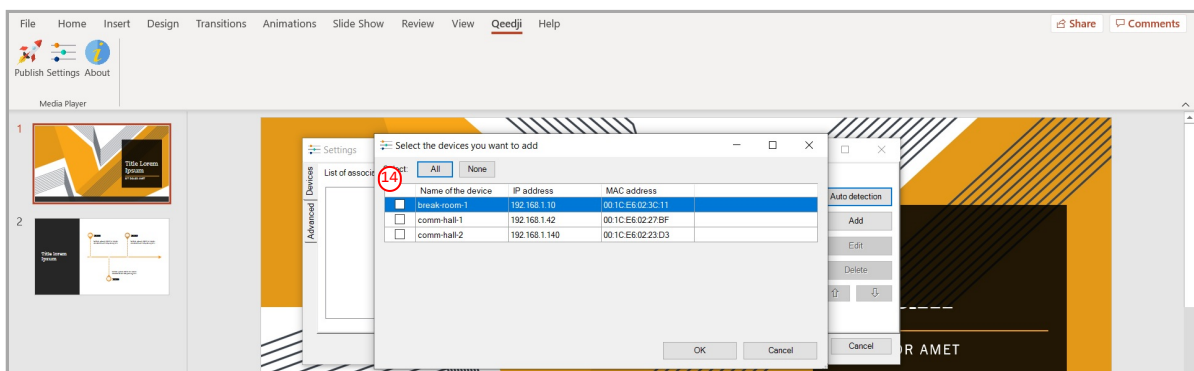 File Home Insert Design Transitions Animations Slide Show Review View Qeedji Help Share Comments
Publish Settings About
Media Player
1
Title Lorem
Ipsum
2
Title lorem
Ipsum
Settings
Devices
Advanced
List of associe
Select the devices you want to add
14
All None
Name of the device IP address MAC address
break-room-1 192.168.1.10 00:1C:E6:02:3C:11
comm-hall-1 192.168.1.42 00:1C:E6:02:27:BF
comm-hall-2 192.168.1.140 00:1C:E6:02:23:D3
OK Cancel
Auto detection
Add
Edit
Delete
Cancel
OR AMET